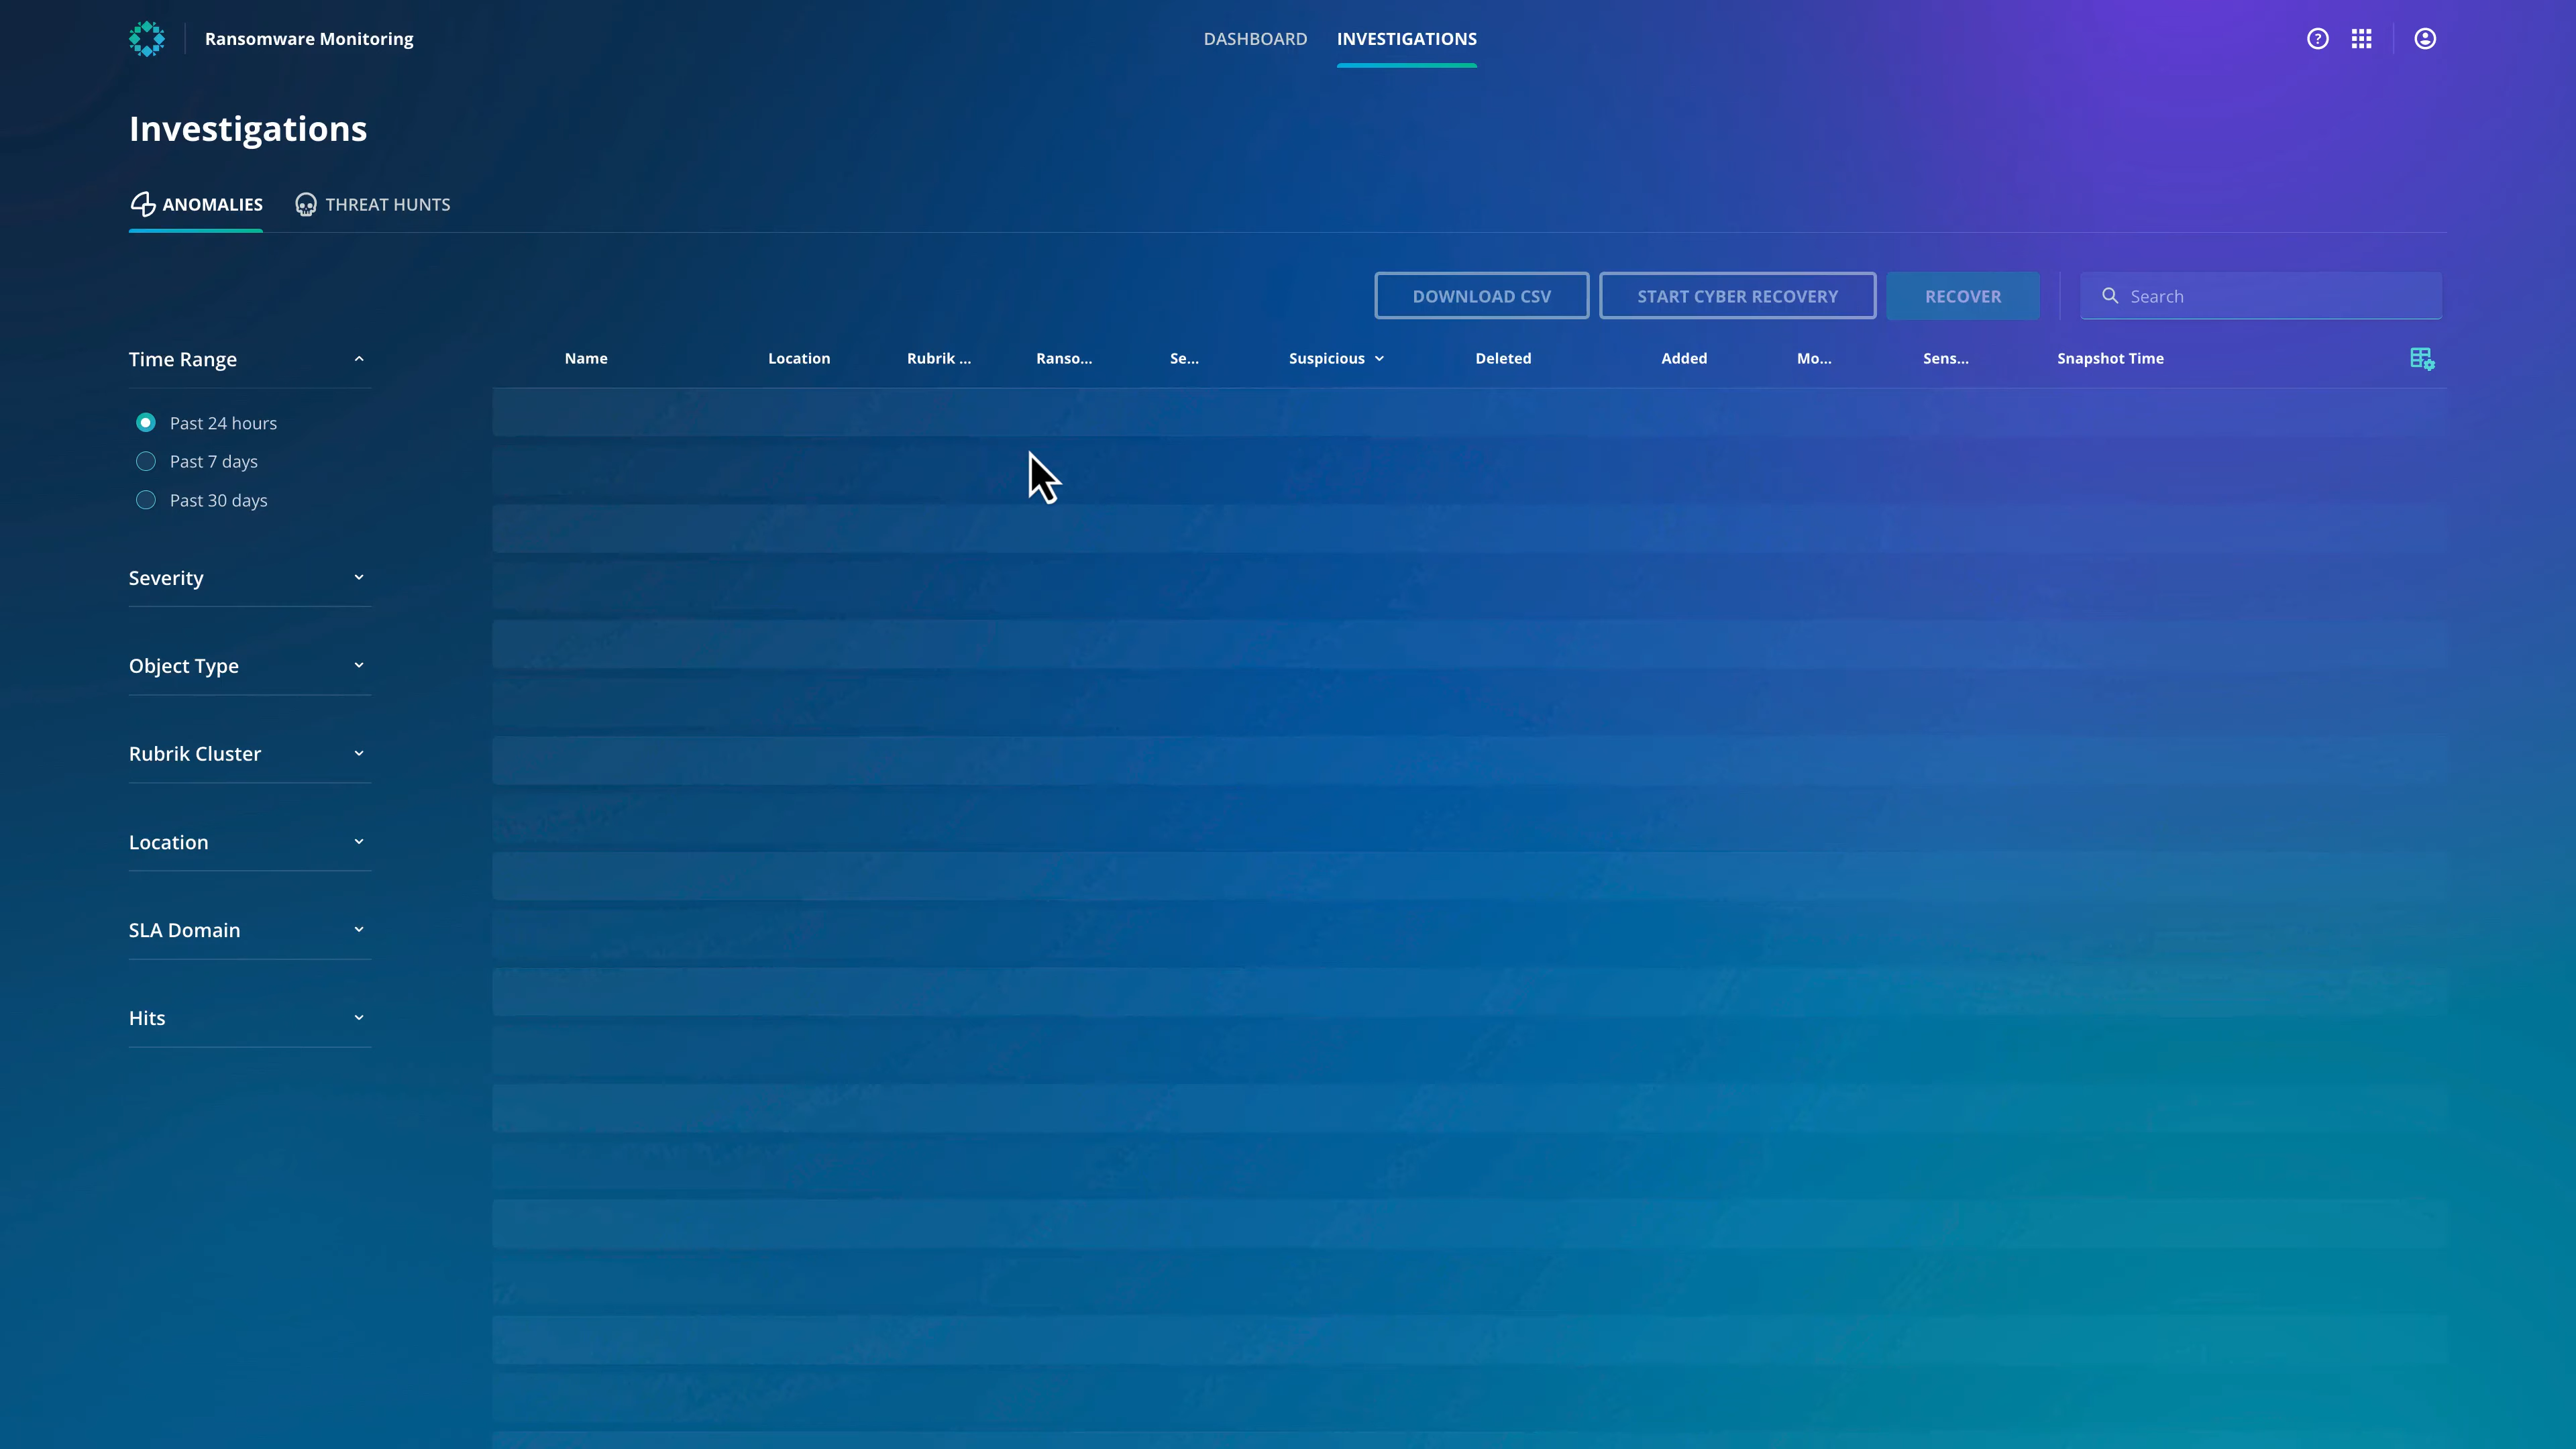 Ransomware Monitoring
DASHBOARD
INVESTIGATIONS
Investigations
ANOMALIES
THREAT HUNTS
DOWNLOAD CSV
START CYBER RECOVERY
RECOVER
Search
Time Range
Name
Location
Rubrik ...
Ranso...
Se...
Suspicious
Deleted
Added
Mo...
Sens...
Snapshot Time
Past 24 hours
Past 7 days
Past 30 days
Severity
Object Type
Rubrik Cluster
Location
SLA Domain
Hits